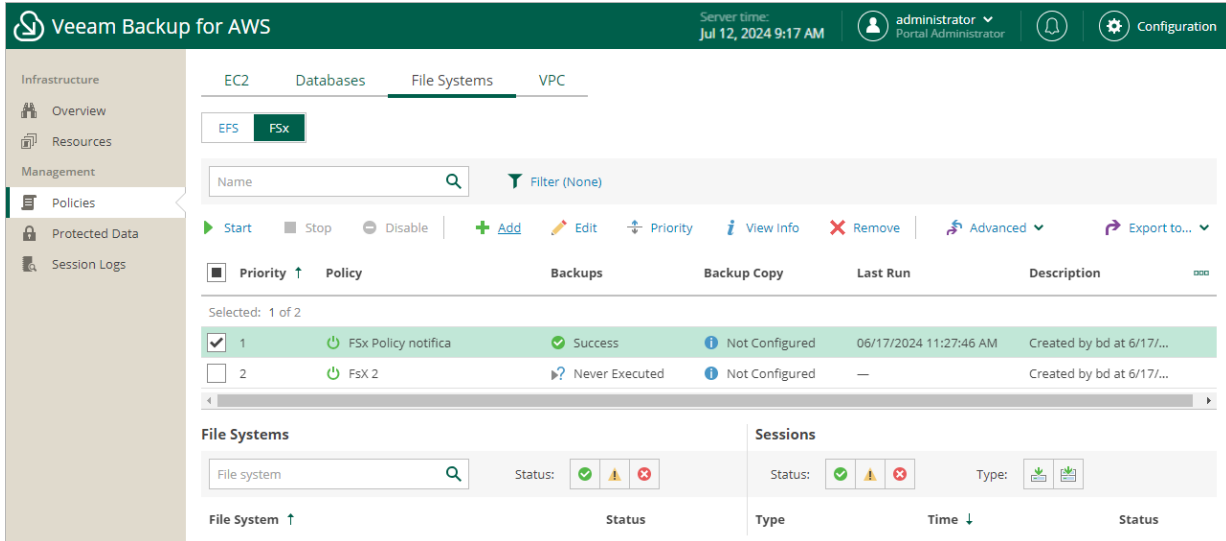 Veeam Backup for AWS
Server time:
Jul 12, 2024 9:17 AM
administrator
Portal Administrator
Configuration
Infrastructure
Overview
Resources
Management
Policies
Protected Data
Session Logs
EC2 Databases File Systems VPC
EFS FSx
Name Filter (None)
Start Stop Disable Add Edit Priority View Info Remove Advanced Export to...
Priority Policy Backups Backup Copy Last Run Description
Selected: 1 of 2
1 FSx Policy notifica Success Not Configured 06/17/2024 11:27:46 AM Created by bd at 6/17/...
2 FsX 2 Never Executed Not Configured — Created by bd at 6/17/...
File Systems
File system Status:
File System Status
Sessions
Status: Type:
Type Time Status